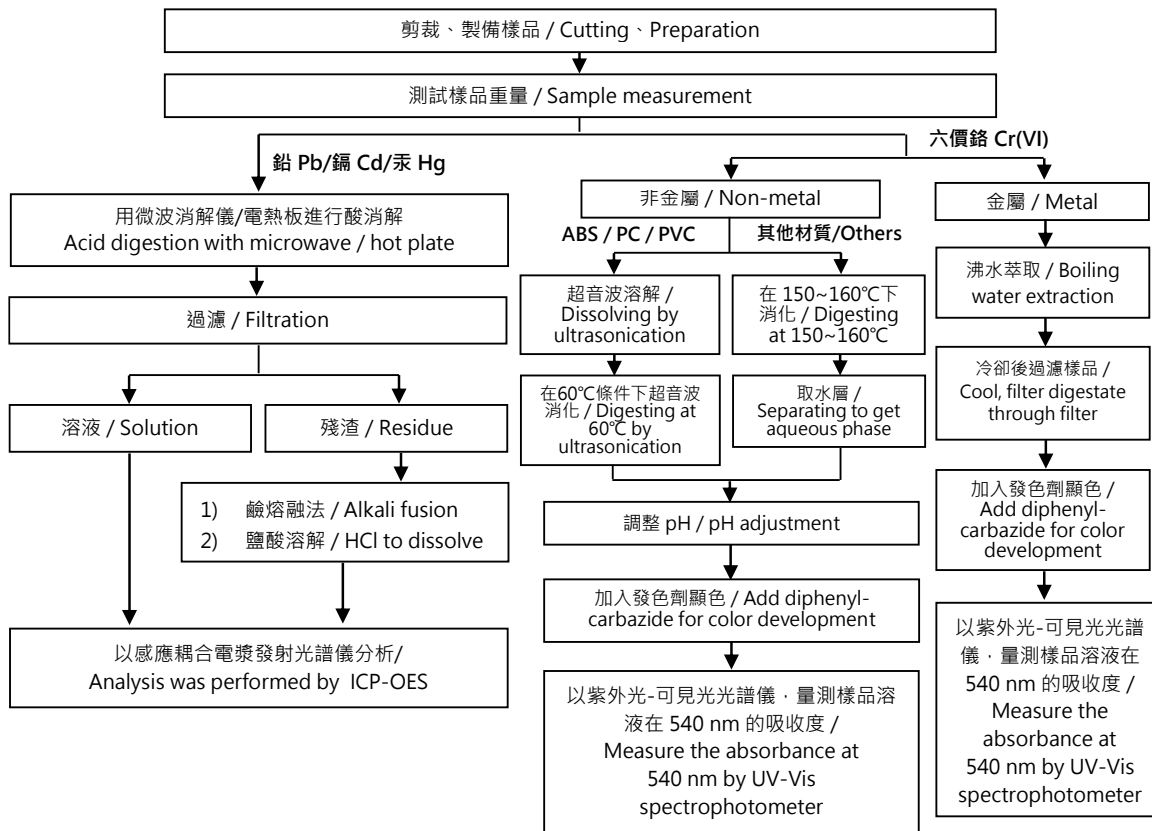 剪裁、製備樣品 / Cutting、Preparation
測試樣品重量 / Sample measurement
鉛 Pb/鎘 Cd/汞 Hg
六價鉻 Cr(VI)
用微波消解儀/電熱板進行酸消解
Acid digestion with microwave / hot plate
過濾 / Filtration
溶液 / Solution
殘渣 / Residue
1) 鹼熔融法 / Alkali fusion
2) 鹽酸溶解 / HCl to dissolve
以感應耦合電漿發射光譜儀分析/
Analysis was performed by ICP-OES
非金屬 / Non-metal
ABS / PC / PVC
其他材質/Others
超音波溶解 /
Dissolving by
ultrasonication
在60℃條件下超音波
消化 / Digesting at
60℃ by
ultrasonication
在 150~160℃下
消化 / Digesting
at 150~160℃
取水層 /
Separating to get
aqueous phase
調整 pH / pH adjustment
加入發色劑顯色 / Add diphenyl-
carbazide for color development
以紫外光-可見光光譜儀，量測樣品溶
液在 540 nm 的吸收度 /
Measure the absorbance at
540 nm by UV-Vis
spectrophotometer
金屬 / Metal
沸水萃取 / Boiling
water extraction
冷卻後過濾樣品 /
Cool, filter digestate
through filter
加入發色劑顯色 /
Add diphenyl-
carbazide for color
development
以紫外光-可見光光譜
儀，量測樣品溶液在
540 nm 的吸收度 /
Measure the
absorbance at
540 nm by UV-Vis
spectrophotometer